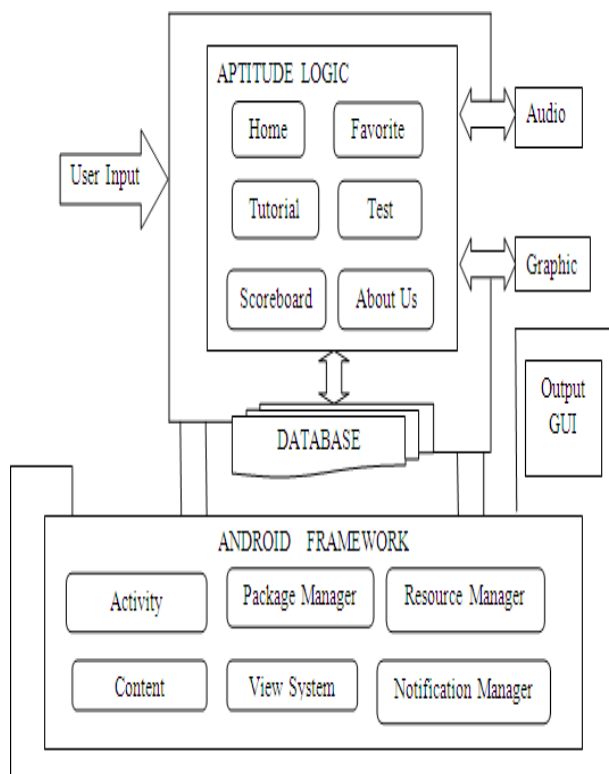 APTITUDE LOGIC
Home
Favorite
Audio
User Input
Tutorial
Test
Scoreboard
About Us
Graphic
Output
GUI
DATABASE
ANDROID FRAMEWORK
Activity
Package Manager
Resource Manager
Content
View System
Notification Manager